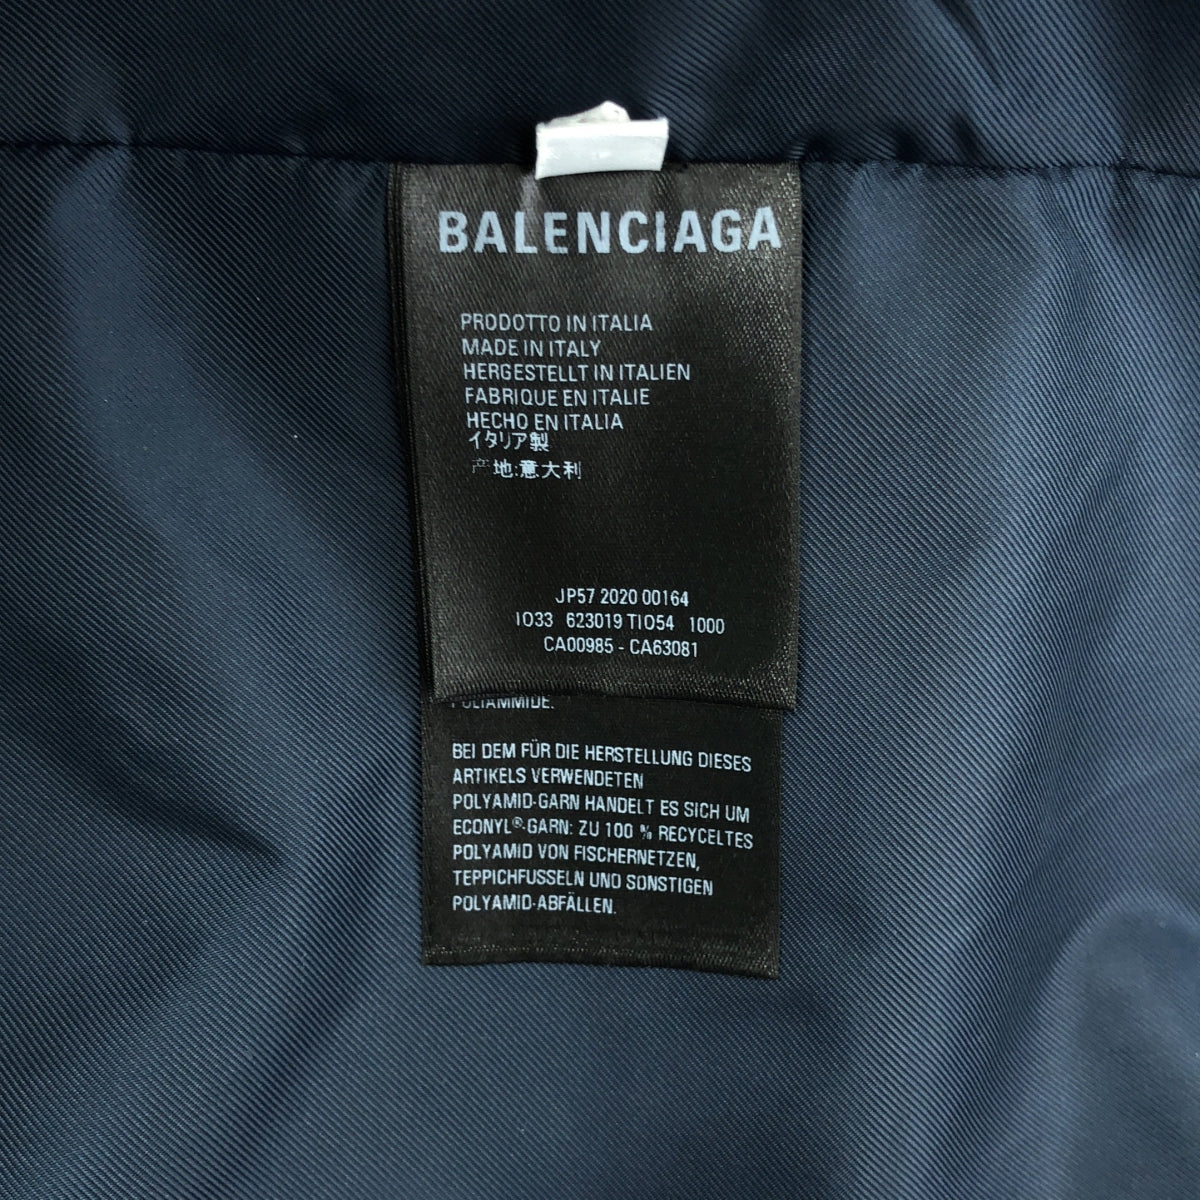 BALENCIAGA
PRODOTTO IN ITALIA
MADE IN ITALY
HERGESTELLT IN ITALIEN
FABRIQUE EN ITALIE
HECHO EN ITALIA
イタリア製
产地:意大利
JP57 2020 00164
1033 623019 TIO54 1000
CA00985 - CA63081
POLIAMMIDE.
BEI DEM FÜR DIE HERSTELLUNG DIESES
ARTIKELS VERWENDETEN
POLYAMID-GARN HANDELT ES SICH UM
ECONYL®-GARN: ZU 100 % RECYCELTES
POLYAMID VON FISCHERNETZEN,
TEPPICHFUSSELN UND SONSTIGEN
POLYAMID-ABFÄLLEN.